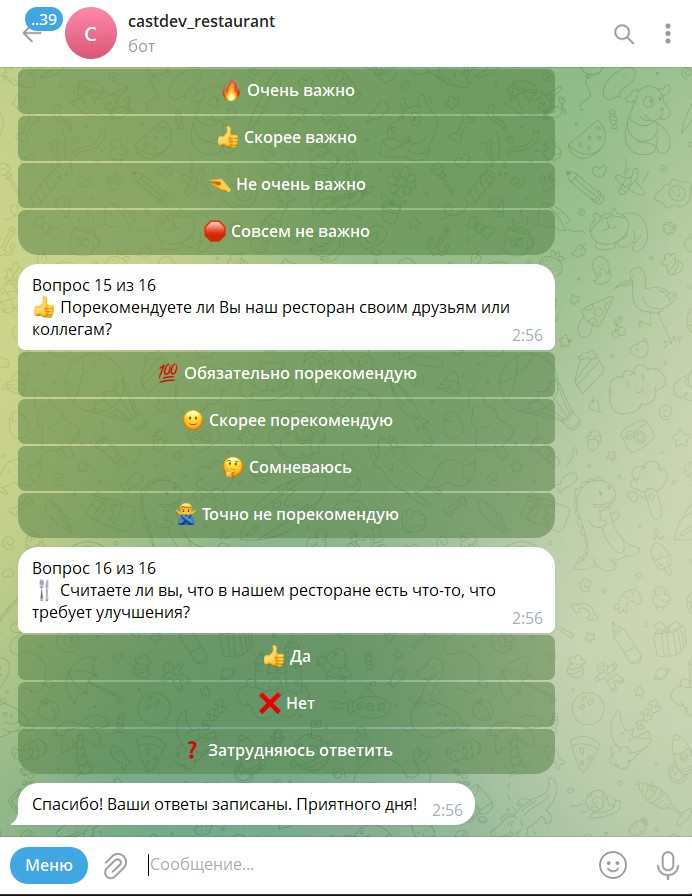 ..39
C
castdev_restaurant
бот
🔥 Очень важно
👍 Скорее важно
🫴 Не очень важно
🛑 Совсем не важно
Вопрос 15 из 16
👍 Порекомендуете ли Вы наш ресторан своим друзьям или
коллегам?
2:56
💯 Обязательно порекомендую
🙂 Скорее порекомендую
🤔 Сомневаюсь
🙅‍♂️ Точно не порекомендую
Вопрос 16 из 16
🍴 Считаете ли вы, что в нашем ресторане есть что-то, что
требует улучшения?
2:56
👍 Да
❌ Нет
❓ Затрудняюсь ответить
Спасибо! Ваши ответы записаны. Приятного дня!
2:56
Меню
Сообщение...